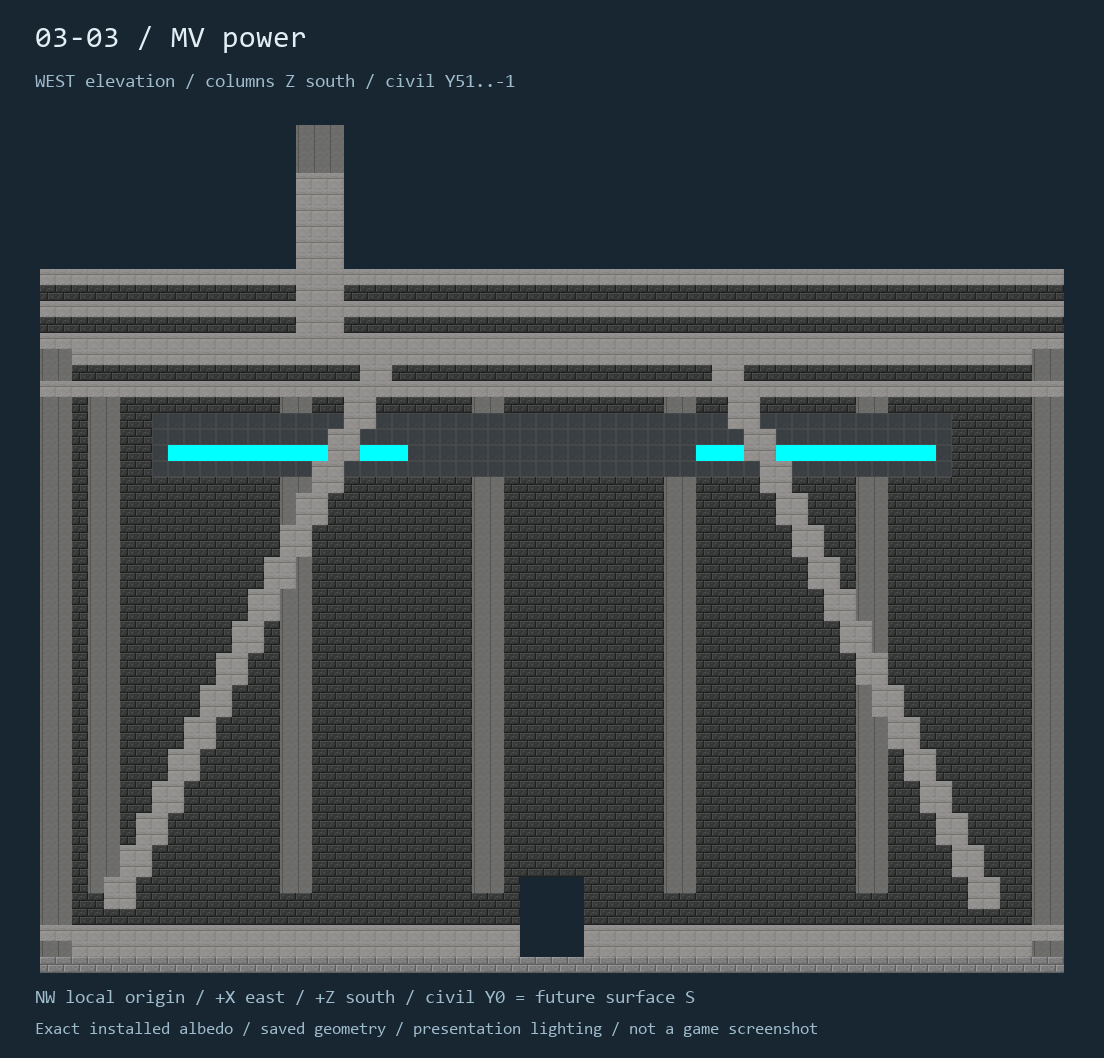 03-03 / MV power
WEST elevation / columns Z south / civil Y51..-1
NW local origin / +X east / +Z south / civil Y0 = future surface S
Exact installed albedo / saved geometry / presentation lighting / not a game screenshot